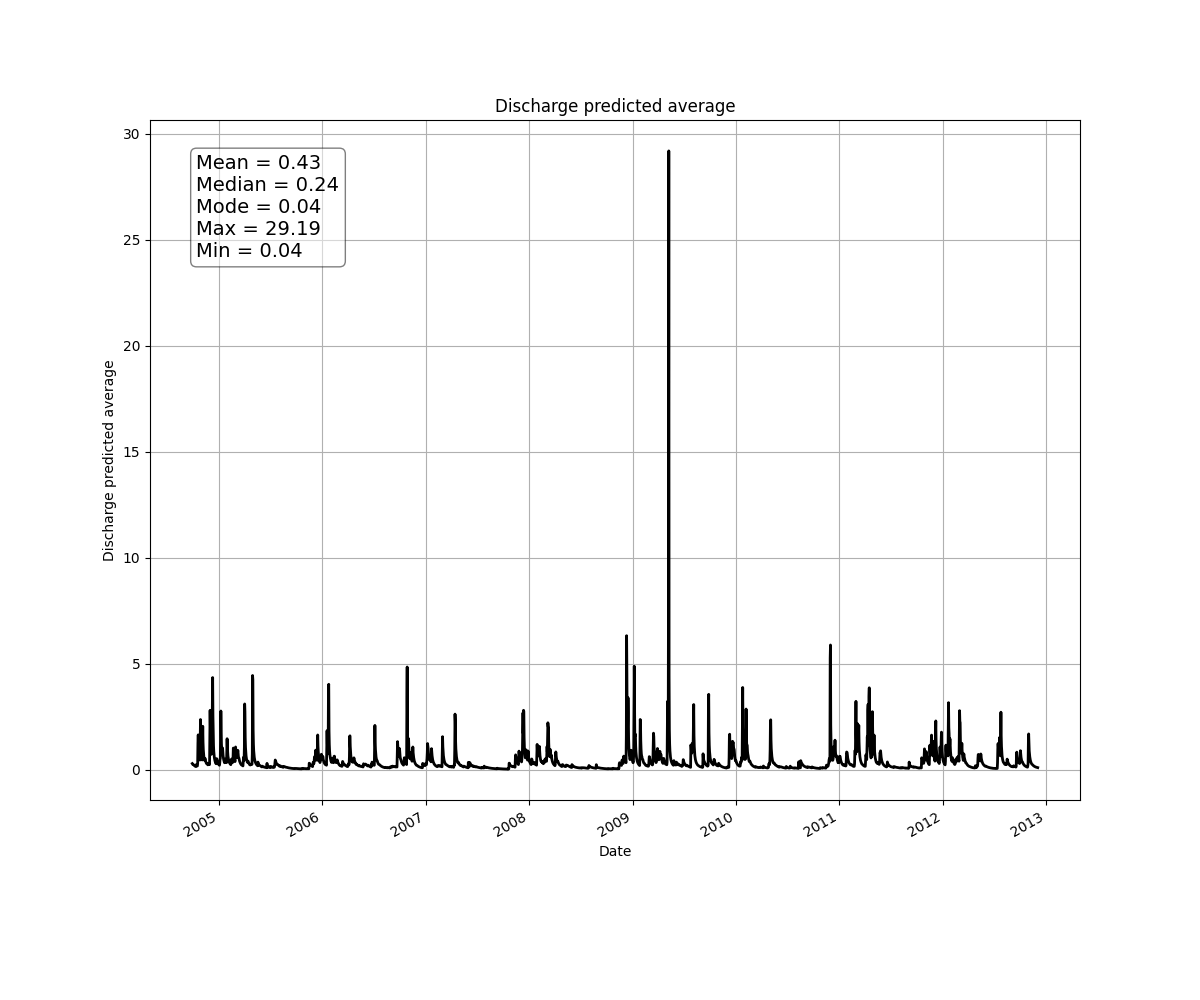 Discharge predicted average
30
25
20
15
10
5
0
Mean = 0.43
Median = 0.24
Mode = 0.04
Max = 29.19
Min = 0.04
Discharge predicted average
2005 2006 2007 2008 2009 2010 2011 2012 2013
Date